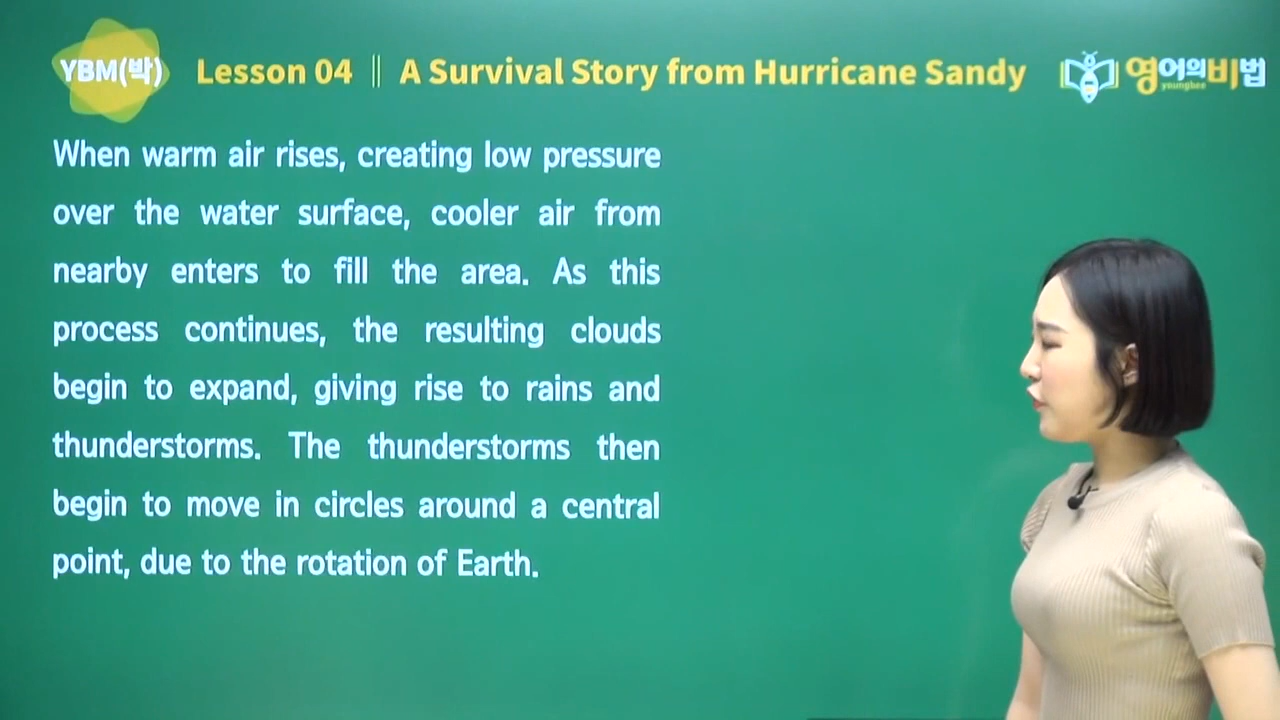 YBM(박) Lesson 04 || A Survival Story from Hurricane Sandy 영어의비법
youngbee
When warm air rises, creating low pressure
over the water surface, cooler air from
nearby enters to fill the area. As this
process continues, the resulting clouds
begin to expand, giving rise to rains and
thunderstorms. The thunderstorms then
begin to move in circles around a central
point, due to the rotation of Earth.